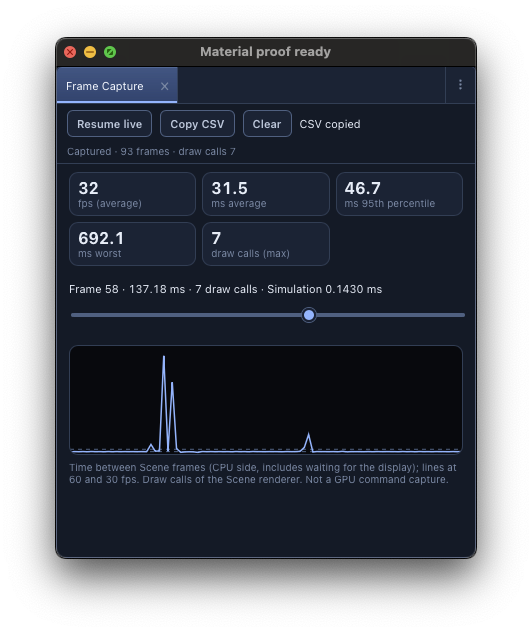 Material proof ready
Frame Capture
Resume live Copy CSV Clear CSV copied
Captured · 93 frames · draw calls 7
32 31.5 46.7
fps (average) ms average ms 95th percentile
692.1 7
ms worst draw calls (max)
Frame 58 · 137.18 ms · 7 draw calls · Simulation 0.1430 ms
Time between Scene frames (CPU side, includes waiting for the display); lines at
60 and 30 fps. Draw calls of the Scene renderer. Not a GPU command capture.